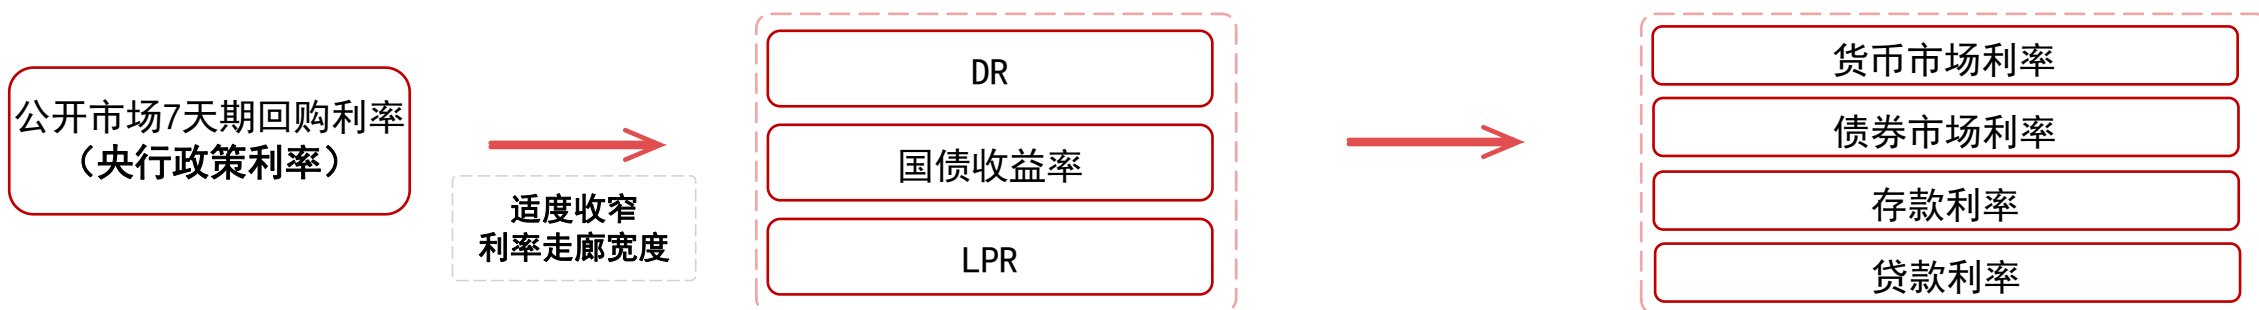 公开市场7天期回购利率
（央行政策利率）
适度收窄
利率走廊宽度
DR
国债收益率
LPR
货币市场利率
债券市场利率
存款利率
贷款利率